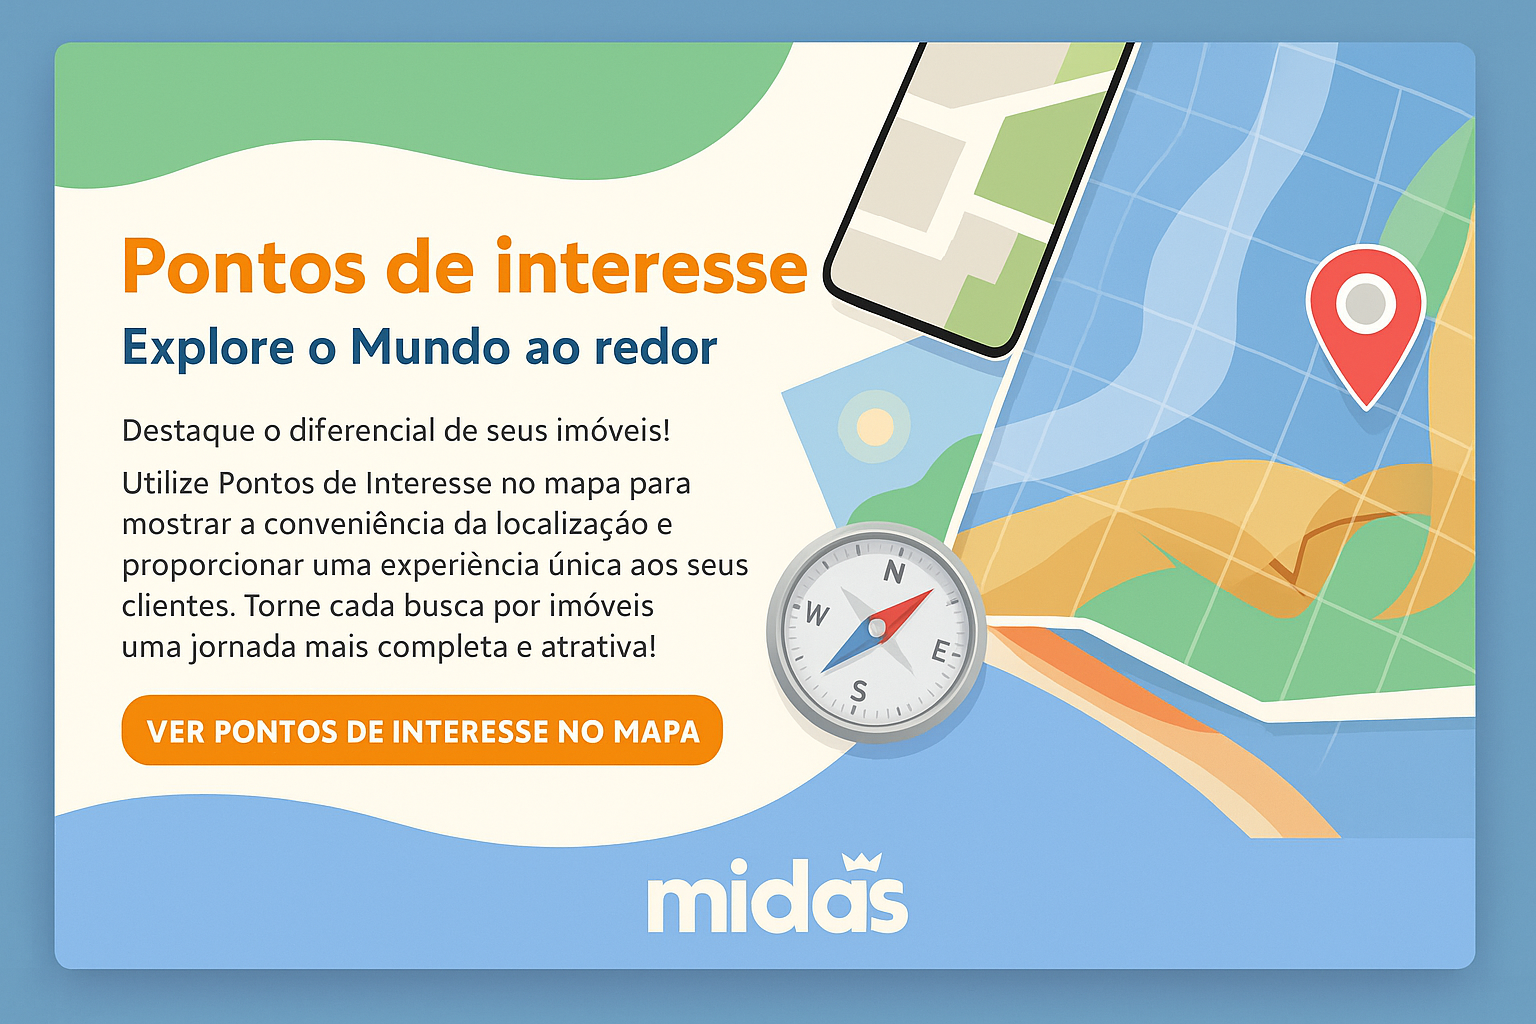 Pontos de interesse
Explore o Mundo ao redor
Destaque o diferencial de seus imóveis!
Utilize Pontos de Interesse no mapa para
mostrar a conveniência da localizaçáo e
proporcionar uma experiència única aos seus
clientes. Torne cada busca por imóveis
uma jornada mais completa e atrativa!
N
W
E
S
VER PONTOS DE INTERESSE NO MAPA
midas